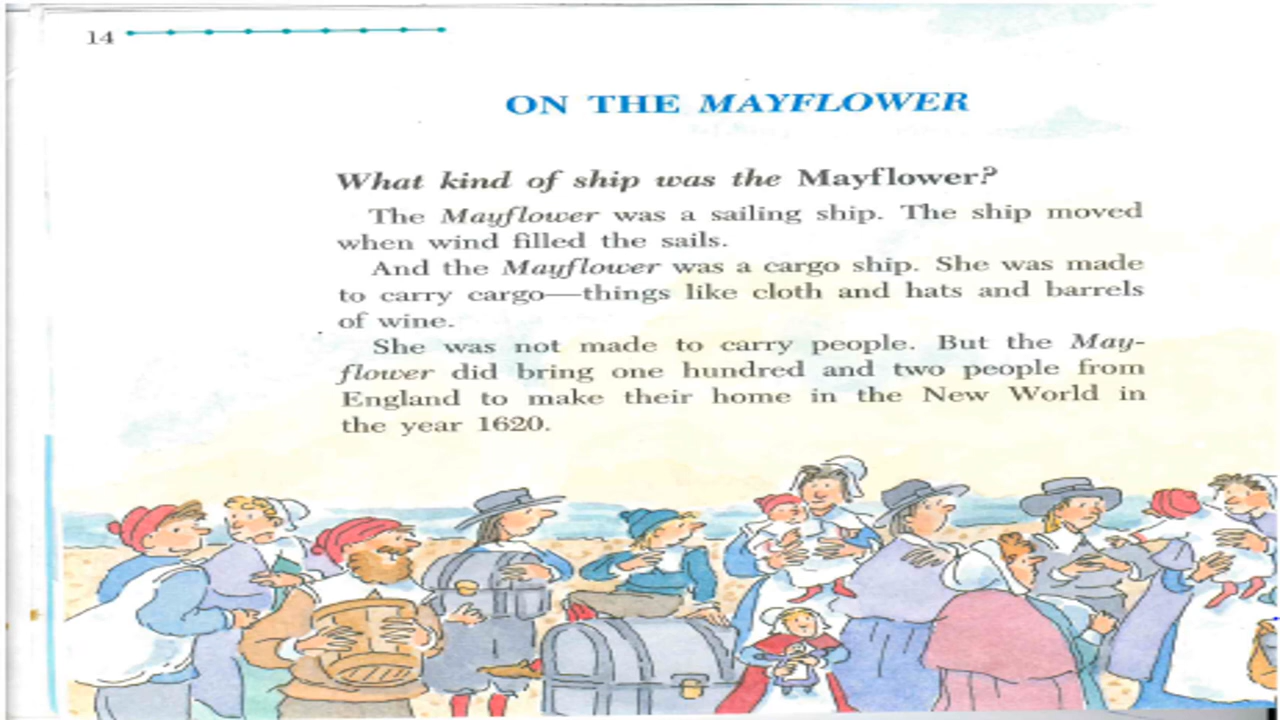 14
ON THE MAYFLOWER
What kind of ship was the Mayflower?
The Mayflower was a sailing ship. The ship moved
when wind filled the sails.
And the Mayflower was a cargo ship. She was made
to carry cargo—things like cloth and hats and barrels
of wine.
She was not made to carry people. But the May-
flower did bring one hundred and two people from
England to make their home in the New World in
the year 1620.